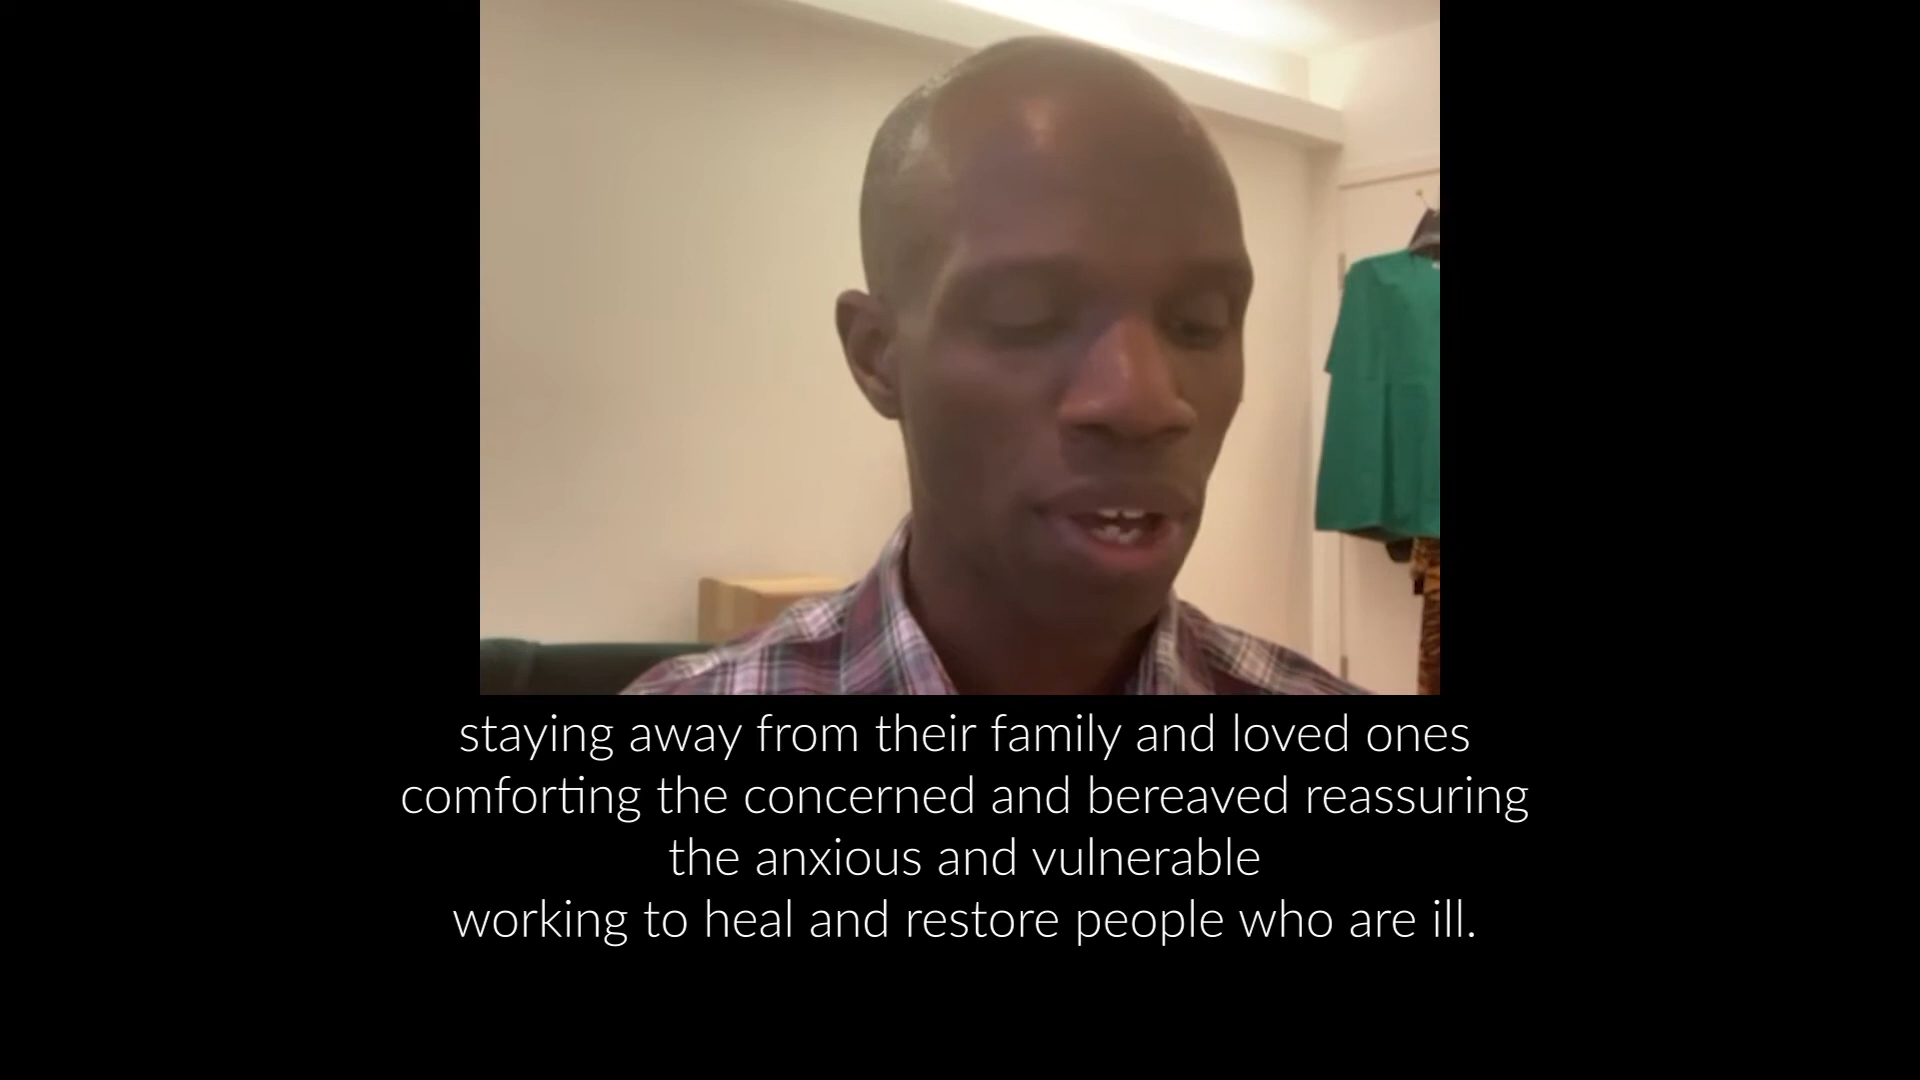 staying away from their family and loved ones
comforting the concerned and bereaved reassuring
the anxious and vulnerable
working to heal and restore people who are ill.